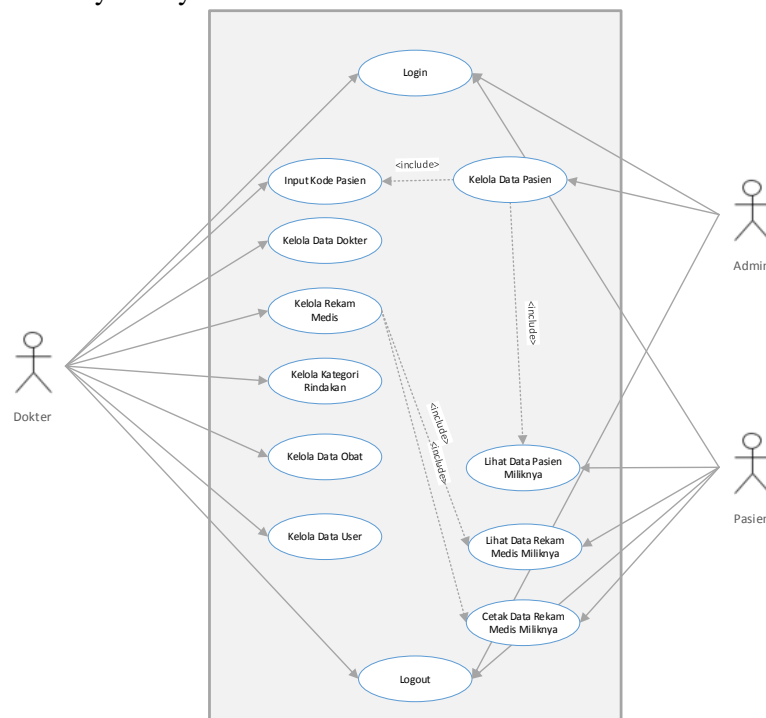 Login
<include>
Input Kode Pasien
Kelola Data Pasien
Kelola Data Dokter
Admin
Kelola Rekam
Medis
<include>
Dokter
Kelola Kategori
Rindakan
<include>
<include>
Kelola Data Obat
Lihat Data Pasien
Miliknya
Pasien
Kelola Data User
Lihat Data Rekam
Medis Miliknya
Cetak Data Rekam
Medis Miliknya
Logout